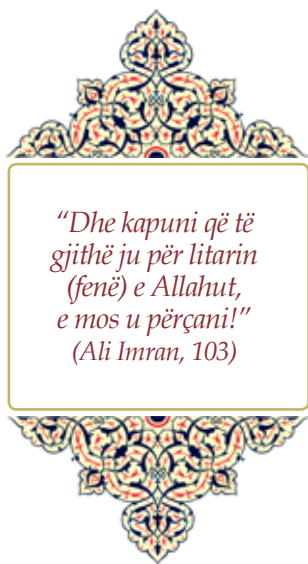 “Dhe kapuni që të
gjithë ju për litarin
(fenë) e Allahut,
e mos u përçani!”
(Ali Imran, 103)